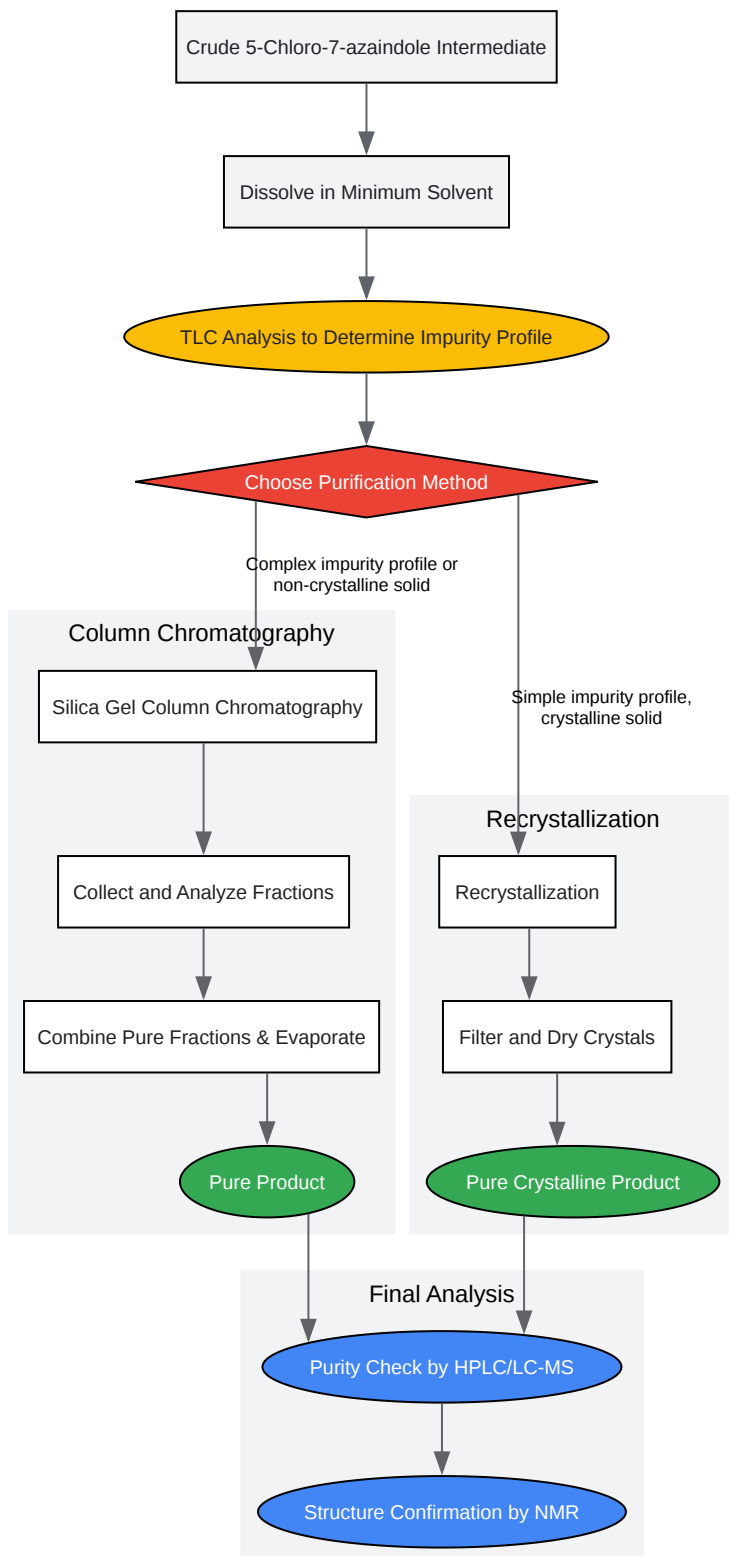 Crude 5-Chloro-7-azaindole Intermediate
Dissolve in Minimum Solvent
TLC Analysis to Determine Impurity Profile
Choose Purification Method
Complex impurity profile or
non-crystalline solid
Column Chromatography
Silica Gel Column Chromatography
Collect and Analyze Fractions
Combine Pure Fractions & Evaporate
Pure Product
Simple impurity profile,
crystalline solid
Recrystallization
Recrystallization
Filter and Dry Crystals
Pure Crystalline Product
Final Analysis
Purity Check by HPLC/LC-MS
Structure Confirmation by NMR